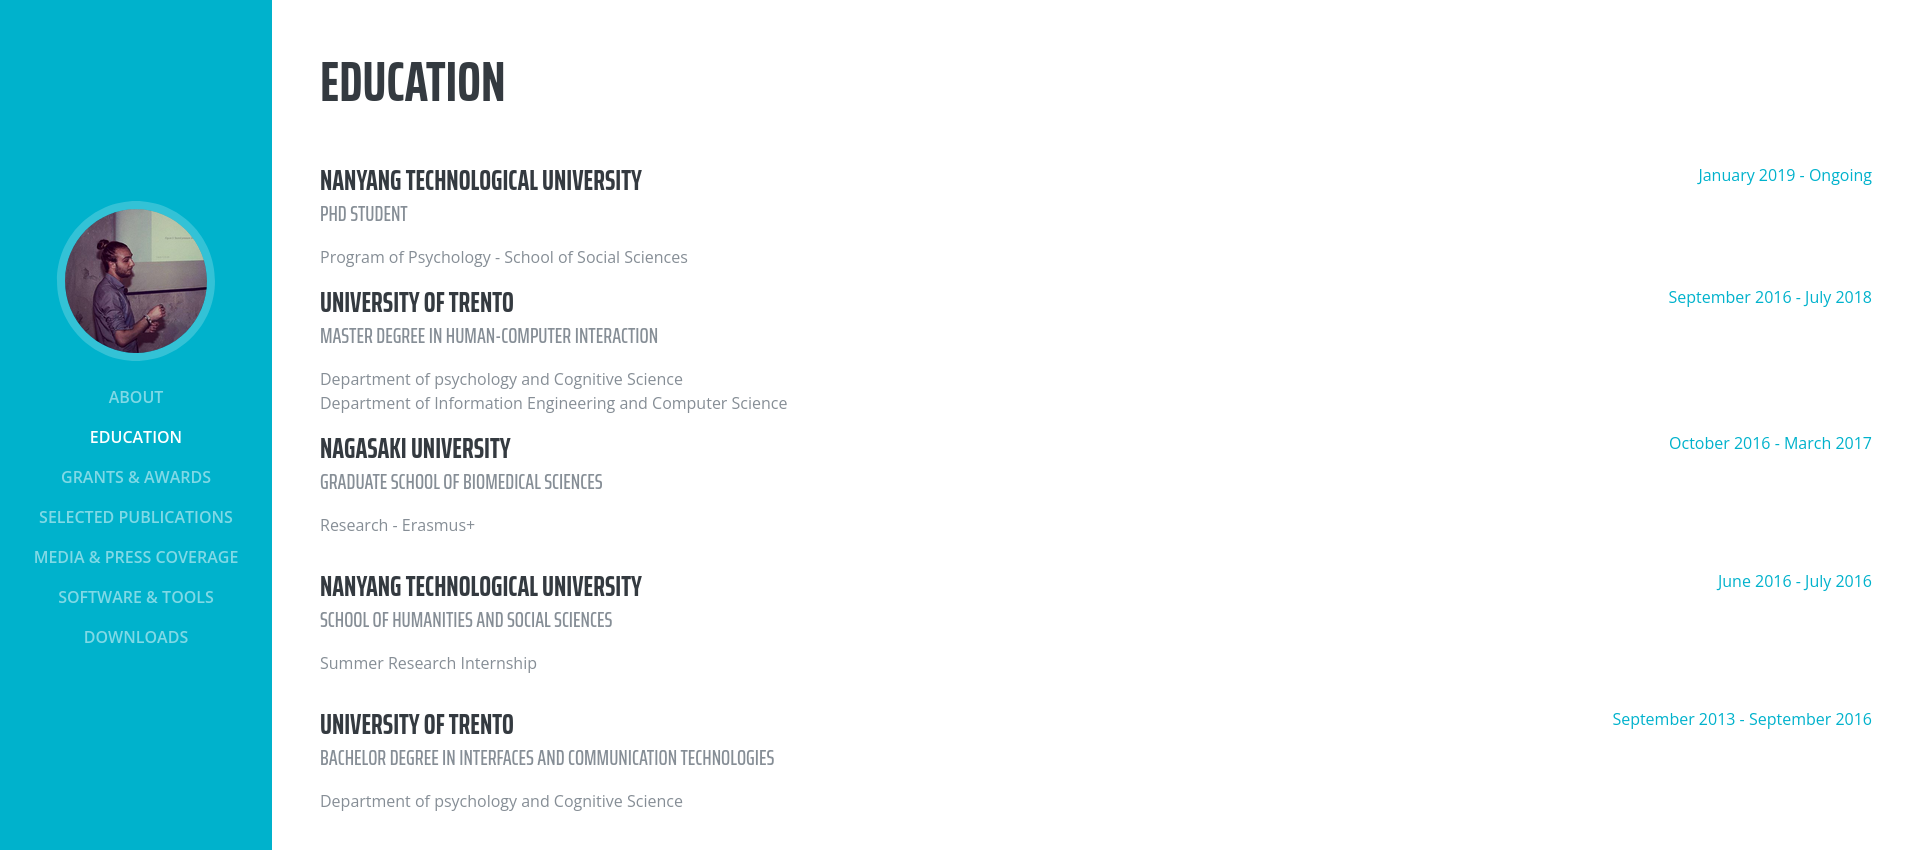 ABOUT
EDUCATION
GRANTS & AWARDS
SELECTED PUBLICATIONS
MEDIA & PRESS COVERAGE
SOFTWARE & TOOLS
DOWNLOADS
EDUCATION
NANYANG TECHNOLOGICAL UNIVERSITY
January 2019 - Ongoing
PHD STUDENT
Program of Psychology - School of Social Sciences
UNIVERSITY OF TRENTO
September 2016 - July 2018
MASTER DEGREE IN HUMAN-COMPUTER INTERACTION
Department of psychology and Cognitive Science
Department of Information Engineering and Computer Science
NAGASAKI UNIVERSITY
October 2016 - March 2017
GRADUATE SCHOOL OF BIOMEDICAL SCIENCES
Research - Erasmus+
NANYANG TECHNOLOGICAL UNIVERSITY
June 2016 - July 2016
SCHOOL OF HUMANITIES AND SOCIAL SCIENCES
Summer Research Internship
UNIVERSITY OF TRENTO
September 2013 - September 2016
BACHELOR DEGREE IN INTERFACES AND COMMUNICATION TECHNOLOGIES
Department of psychology and Cognitive Science